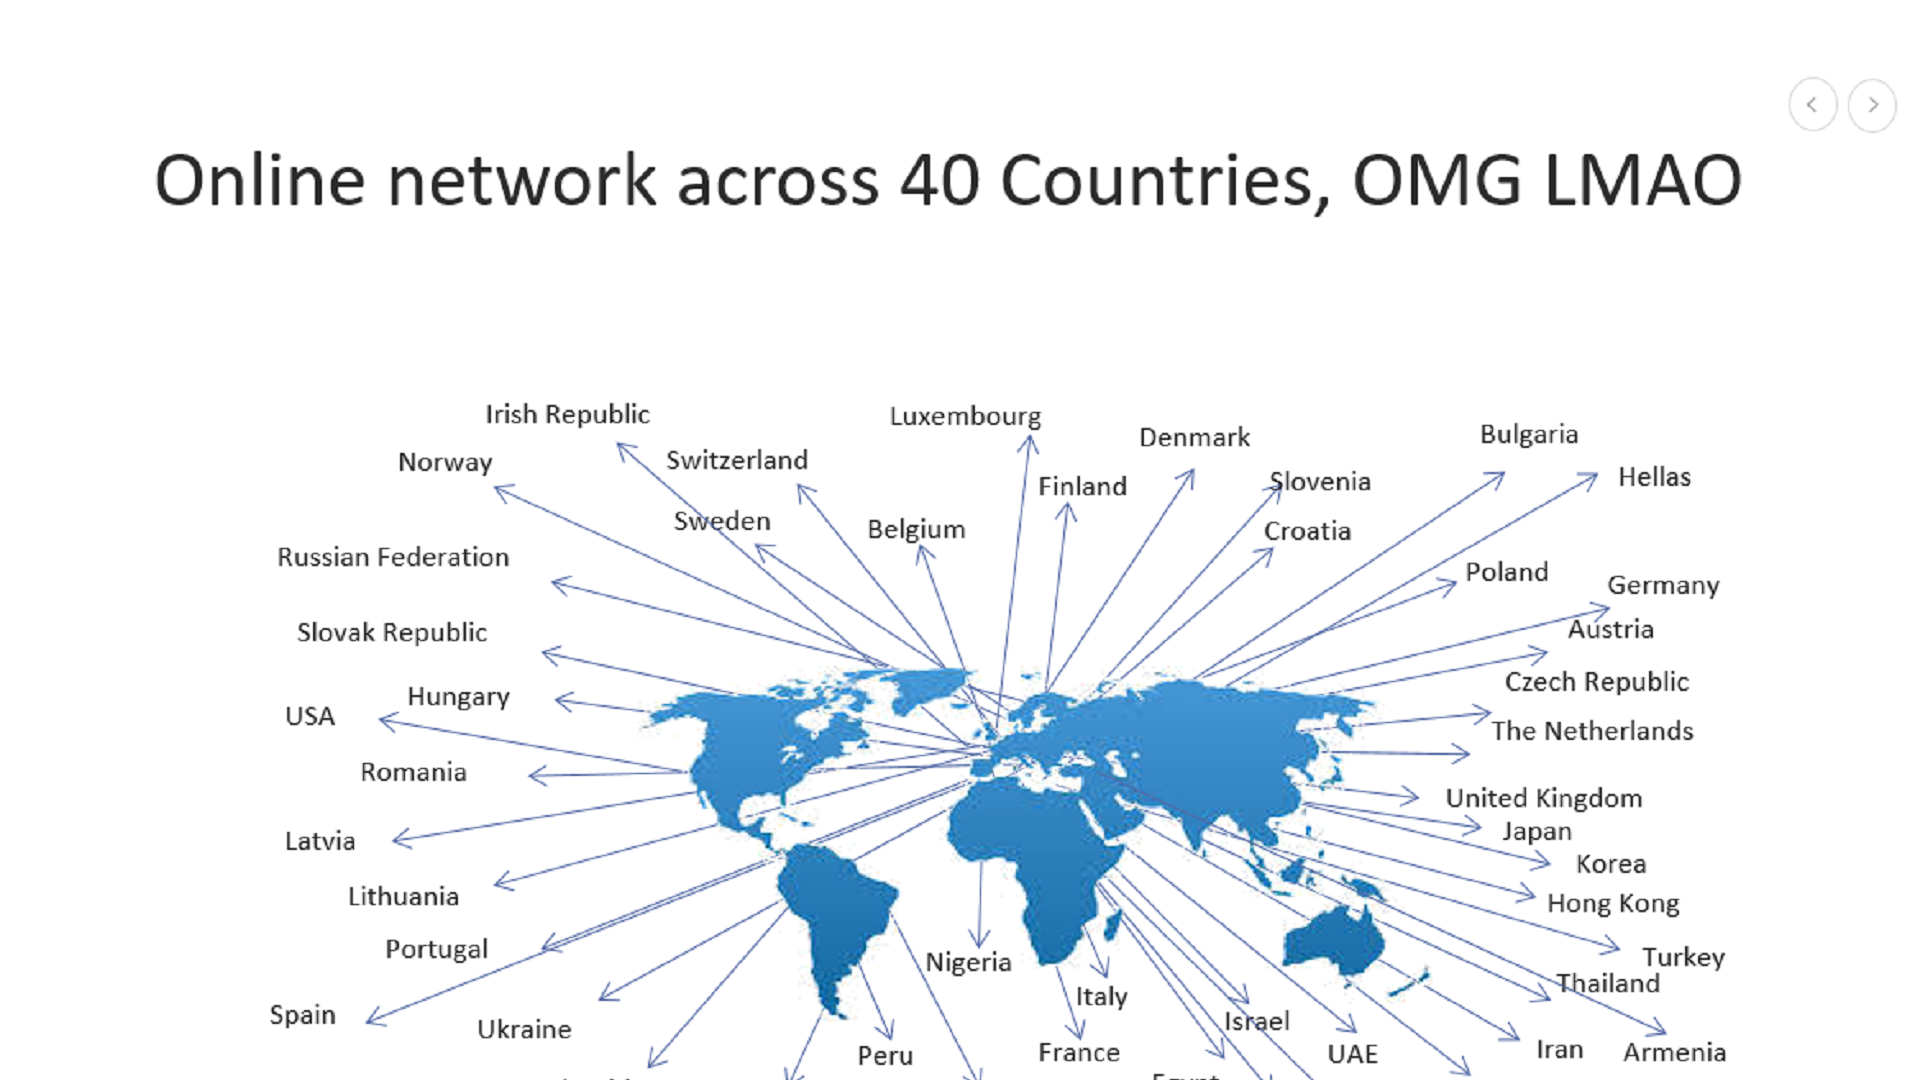 Online network across 40 Countries, OMG LMAO
Irish Republic
Luxembourg
Denmark
Bulgaria
Norway
Switzerland
Finland
Slovenia
Hellas
Sweden
Belgium
Croatia
Russian Federation
Poland
Germany
Slovak Republic
Austria
Hungary
Czech Republic
USA
The Netherlands
Romania
United Kingdom
Latvia
Japan
Korea
Lithuania
Hong Kong
Portugal
Nigeria
Turkey
Italy
Thailand
Spain
Ukraine
Israel
Peru
France
UAE
Iran
Armenia